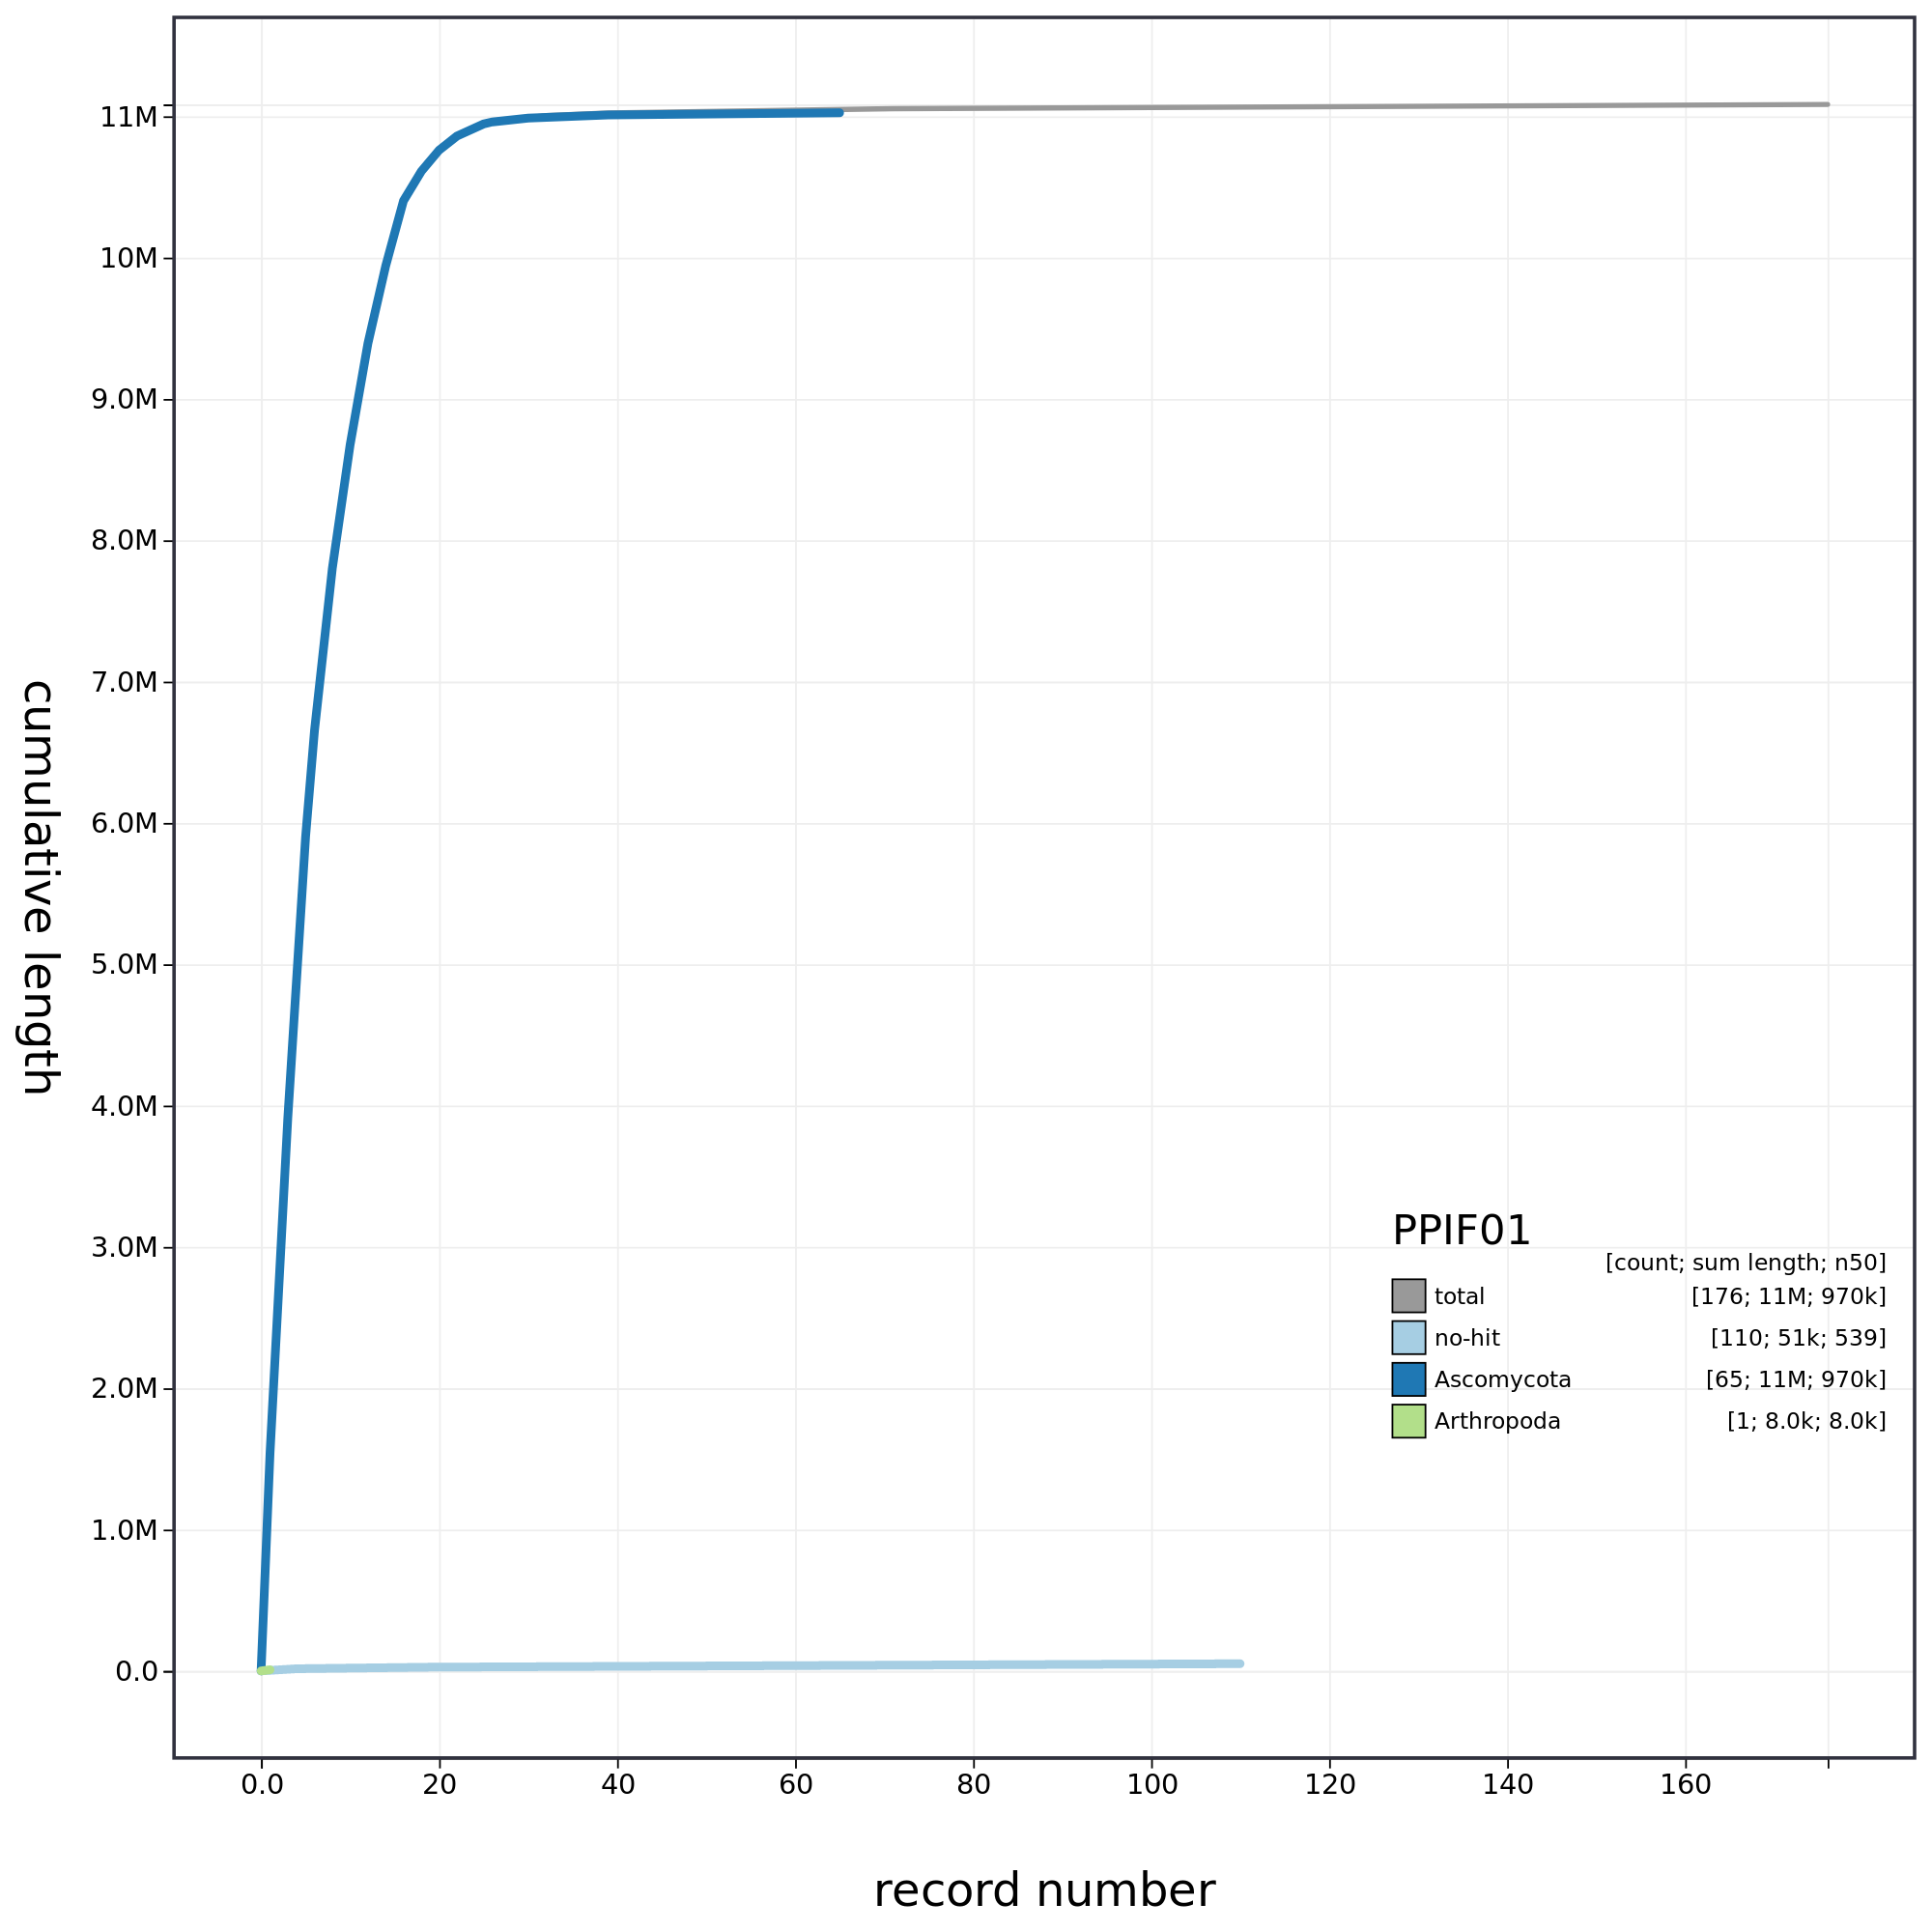 11M
10M
9.0M
8.0M
7.0M
6.0M
5.0M
4.0M
3.0M
2.0M
1.0M
0.0
cumulative length
PPIF01
[count; sum length; n50]
total [176; 11M; 970k]
no-hit [110; 51k; 539]
Ascomycota [65; 11M; 970k]
Arthropoda [1; 8.0k; 8.0k]
0.0 20 40 60 80 100 120 140 160
record number